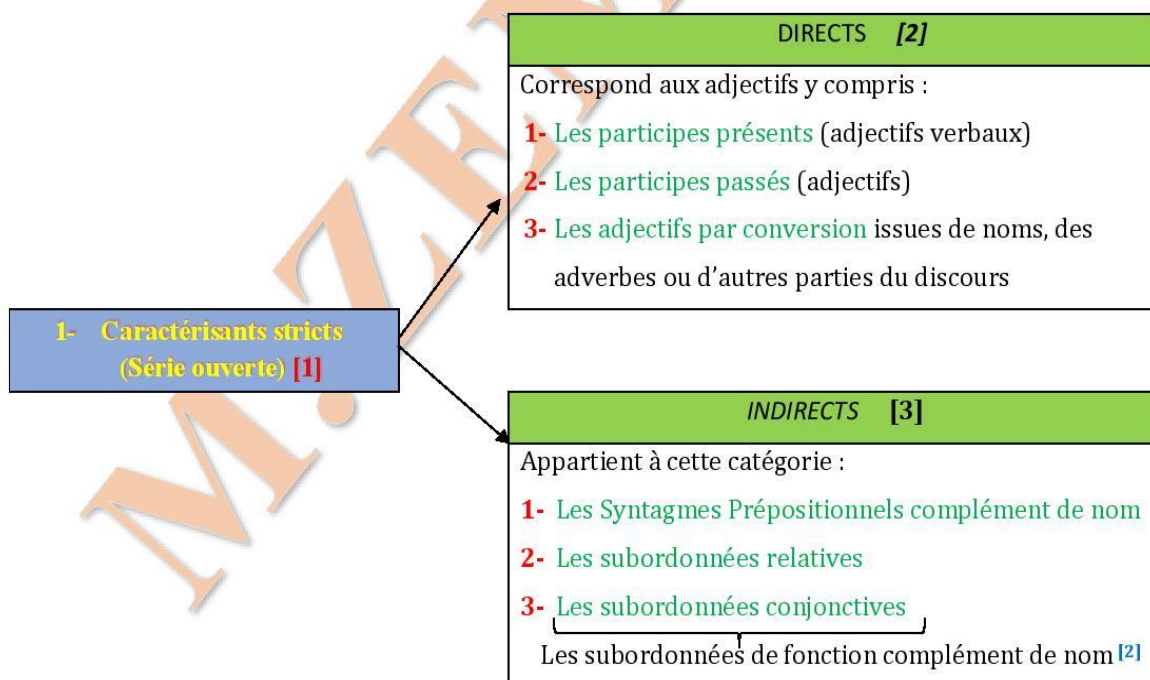 DIRECTS [2]
Correspond aux adjectifs y compris :
1- Les participes présents (adjectifs verbaux)
2- Les participes passés (adjectifs)
3- Les adjectifs par conversion issues de noms, des
adverbes ou d'autres parties du discours
1- Caractérisants stricts
(Série ouverte) [1]
INDIRECTS [3]
Appartient à cette catégorie :
1- Les Syntagmes Prépositionnels complément de nom
2- Les subordonnées relatives
3- Les subordonnées conjonctives
Les subordonnées de fonction complément de nom [2]